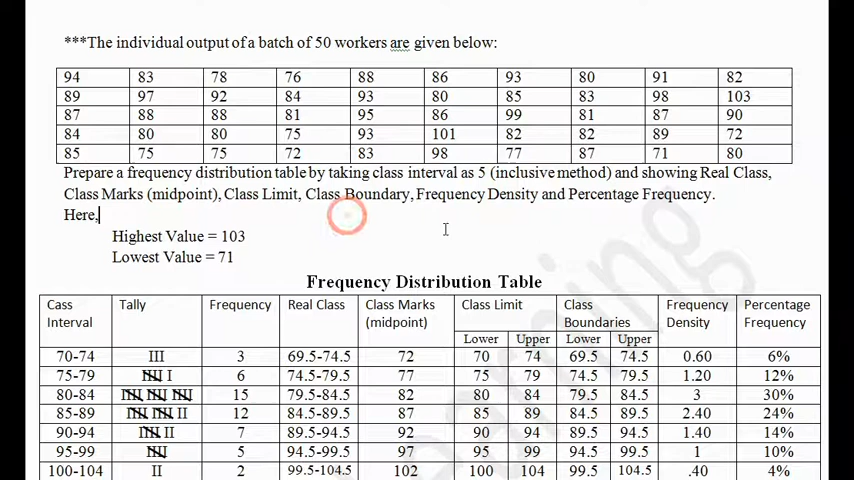 ***The individual output of a batch of 50 workers are given below:
94 83 78 76 88 86 93 80 91 82
89 97 92 84 93 80 85 83 98 103
87 88 88 81 95 86 99 81 87 90
84 80 80 75 93 101 82 82 89 72
85 75 75 72 83 98 77 87 71 80
Prepare a frequency distribution table by taking class interval as 5 (inclusive method) and showing Real Class,
Class Marks (midpoint), Class Limit, Class Boundary, Frequency Density and Percentage Frequency.
Here,
Highest Value = 103
Lowest Value = 71
Frequency Distribution Table
Cass Interval Tally Frequency Real Class Class Marks (midpoint) Class Limit Class Boundaries Frequency Density Percentage Frequency
Lower Upper Lower Upper
70-74 III 3 69.5-74.5 72 70 74 69.5 74.5 0.60 6%
75-79 IIII I 6 74.5-79.5 77 75 79 74.5 79.5 1.20 12%
80-84 IIII IIII IIII 15 79.5-84.5 82 80 84 79.5 84.5 3 30%
85-89 IIII IIII II 12 84.5-89.5 87 85 89 84.5 89.5 2.40 24%
90-94 IIII II 7 89.5-94.5 92 90 94 89.5 94.5 1.40 14%
95-99 IIII 5 94.5-99.5 97 95 99 94.5 99.5 1 10%
100-104 II 2 99.5-104.5 102 100 104 99.5 104.5 .40 4%
earning